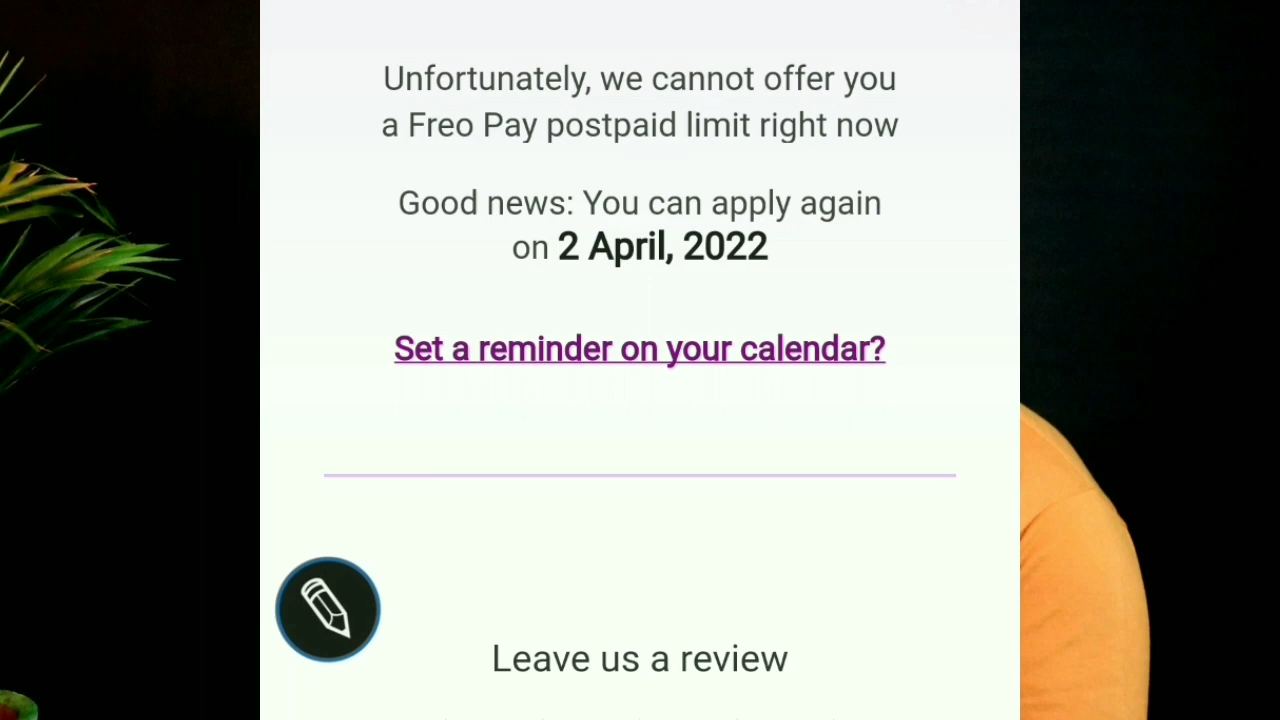 Unfortunately, we cannot offer you
a Freo Pay postpaid limit right now
Good news: You can apply again
on 2 April, 2022
Set a reminder on your calendar?
Leave us a review